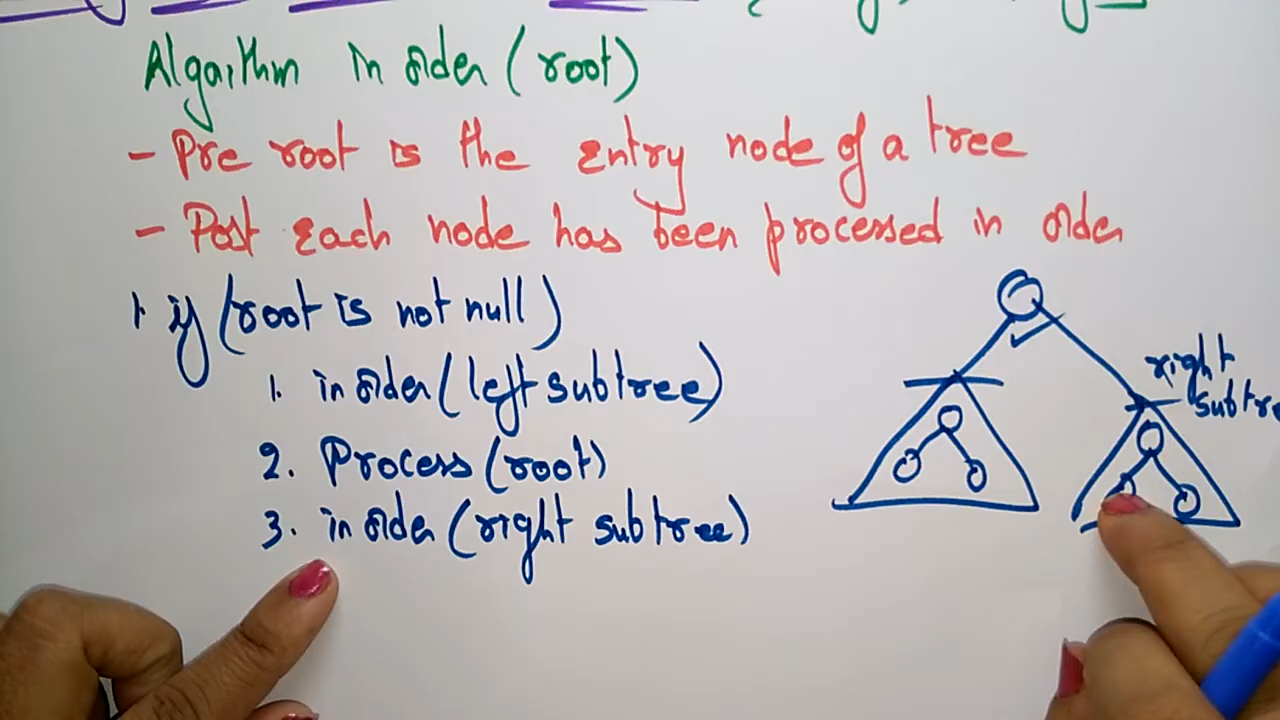 Algorithm in order (root)
- Pre root is the entry node of a tree
- Post each node has been processed in order
1 if (root is not null)
1. in order (left subtree)
2. Process (root)
3. in order (right subtree)
right
subtre